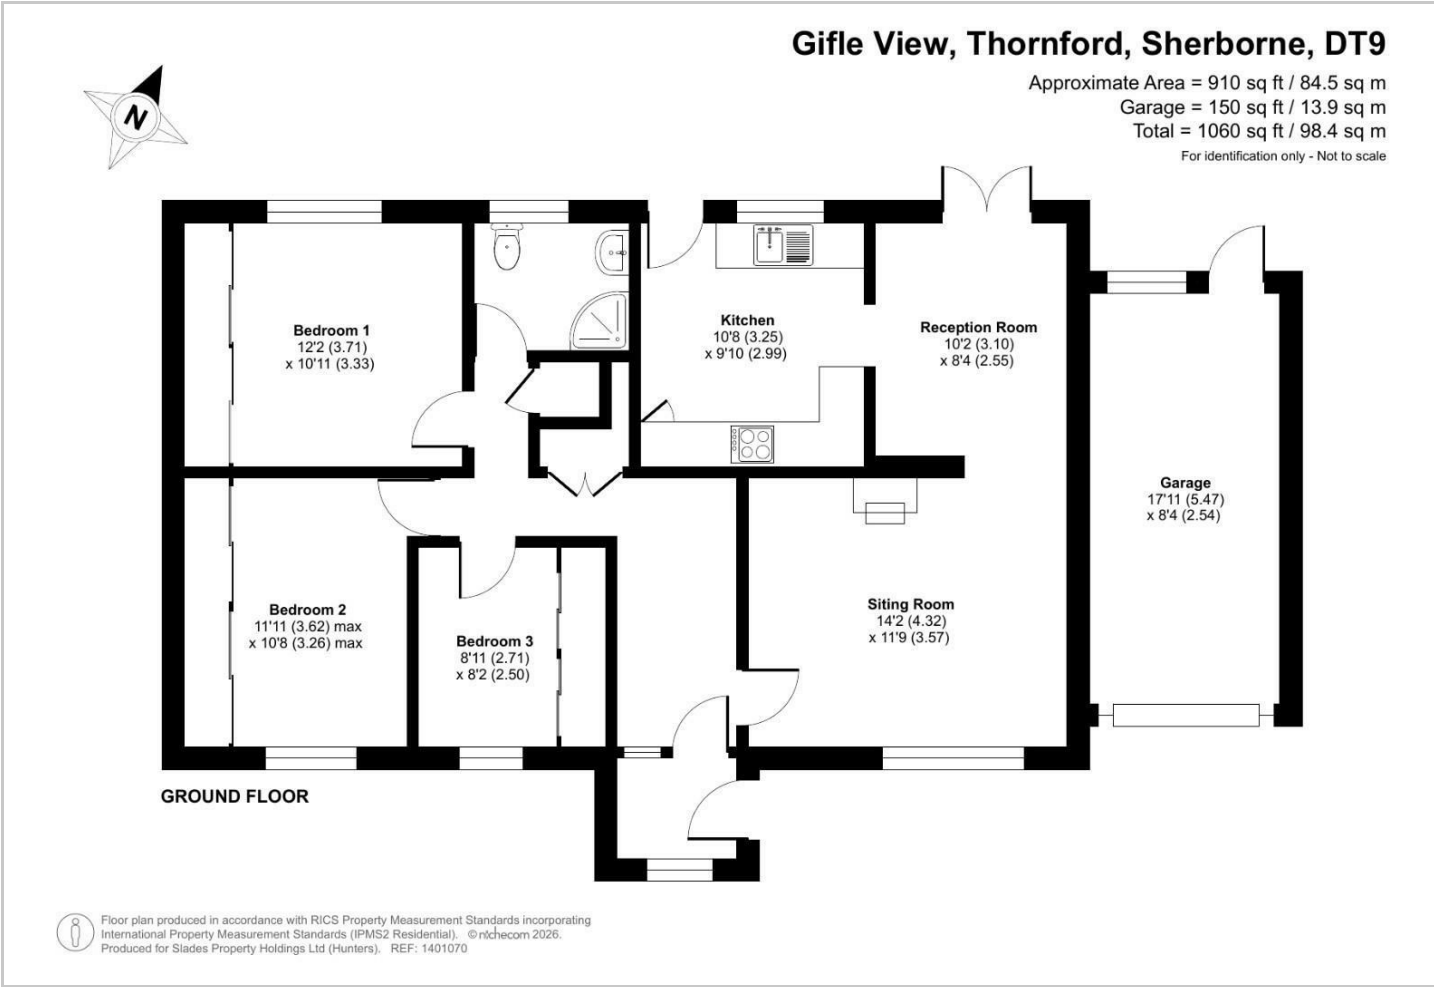 Gifle View, Thornford, Sherborne, DT9
Approximate Area = 910 sq ft / 84.5 sq m
Garage = 150 sq ft / 13.9 sq m
Total = 1060 sq ft / 98.4 sq m
For identification only - Not to scale
N
Bedroom 1
12'2 (3.71)
x 10'11 (3.33)
Kitchen
10'8 (3.25)
x 9'10 (2.99)
Reception Room
10'2 (3.10)
x 8'4 (2.55)
Garage
17'11 (5.47)
x 8'4 (2.54)
Bedroom 2
11'11 (3.62) max
x 10'8 (3.26) max
Bedroom 3
8'11 (2.71)
x 8'2 (2.50)
Siting Room
14'2 (4.32)
x 11'9 (3.57)
GROUND FLOOR
Floor plan produced in accordance with RICS Property Measurement Standards incorporating
International Property Measurement Standards (IPMS2 Residential). © nichecom 2026.
Produced for Slades Property Holdings Ltd (Hunters). REF: 1401070